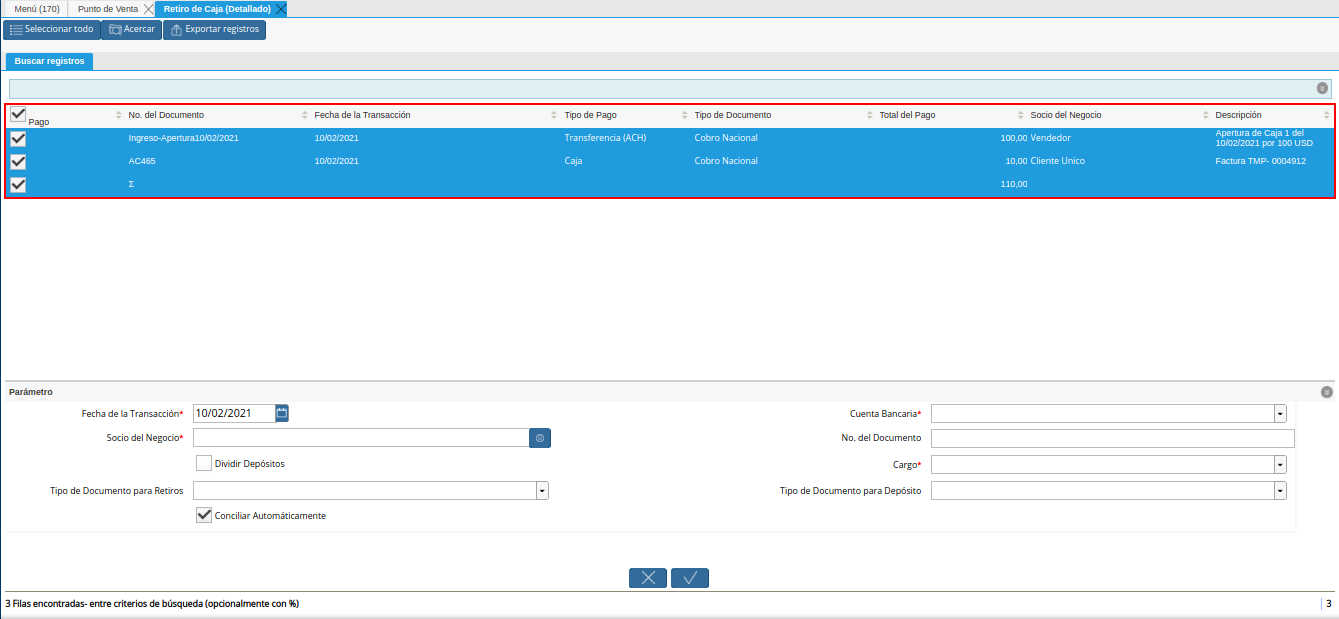 Menú (170) Punto de Venta Retiro de Caja (Detallado)
Seleccionar todo Acercar Exportar registros
Buscar registros
Pago No. del Documento Fecha de la Transacción Tipo de Pago Tipo de Documento Total del Pago Socio del Negocio Descripción
Ingreso-Apertura10/02/2021 10/02/2021 Transferencia (ACH) Cobro Nacional 100,00 Vendedor Apertura de Caja 1 del
10/02/2021 por 100 USD
AC465 10/02/2021 Caja Cobro Nacional 10,00 Cliente Unico Factura TMP- 0004912
Σ 110,00
Parámetro
Fecha de la Transacción* 10/02/2021 Cuenta Bancaria*
Socio del Negocio* No. del Documento
Dividir Depósitos Cargo*
Tipo de Documento para Retiros Tipo de Documento para Depósito
Conciliar Automáticamente
3 Filas encontradas- entre criterios de búsqueda (opcionalmente con %) 3